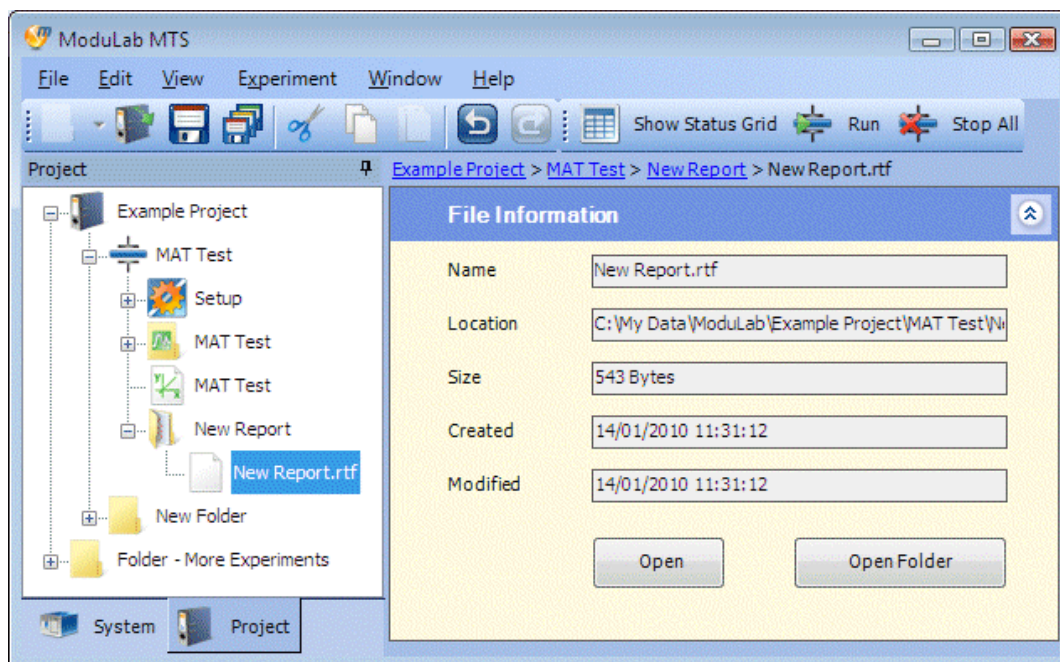 ModuLab MTS
File Edit View Experiment Window Help
Show Status Grid Run Stop All
Project
Example Project > MAT Test > New Report > New Report.rtf
Example Project
MAT Test
Setup
MAT Test
MAT Test
New Report
New Report.rtf
New Folder
Folder - More Experiments
System Project
File Information
Name New Report.rtf
Location C:\My Data\ModuLab\Example Project\MAT Test\
Size 543 Bytes
Created 14/01/2010 11:31:12
Modified 14/01/2010 11:31:12
Open Open Folder